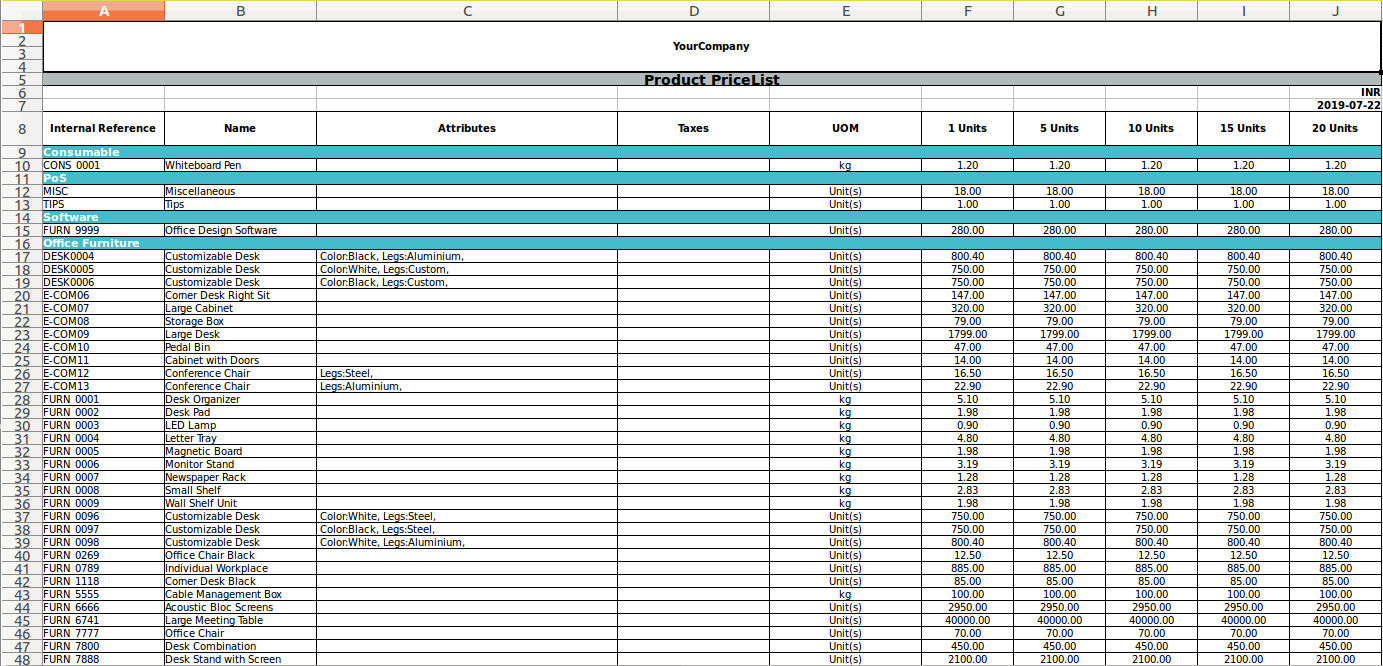 A B C D E F G H I J
1
2 YourCompany
3
4
5 Product PriceList
6 INR
7 2019-07-22
8 Internal Reference Name Attributes Taxes UOM 1 Units 5 Units 10 Units 15 Units 20 Units
9 Consumable
10 CONS_0001 Whiteboard Pen kg 1.20 1.20 1.20 1.20 1.20
11 PoS
12 MISC Miscellaneous Unit(s) 18.00 18.00 18.00 18.00 18.00
13 TIPS Tips Unit(s) 1.00 1.00 1.00 1.00 1.00
14 Software
15 FURN_9999 Office Design Software Unit(s) 280.00 280.00 280.00 280.00 280.00
16 Office Furniture
17 DESK0004 Customizable Desk Color:Black, Legs:Aluminium, Unit(s) 800.40 800.40 800.40 800.40 800.40
18 DESK0005 Customizable Desk Color:White, Legs:Custom, Unit(s) 750.00 750.00 750.00 750.00 750.00
19 DESK0006 Customizable Desk Color:Black, Legs:Custom, Unit(s) 750.00 750.00 750.00 750.00 750.00
20 E-COM06 Corner Desk Right Sit Unit(s) 147.00 147.00 147.00 147.00 147.00
21 E-COM07 Large Cabinet Unit(s) 320.00 320.00 320.00 320.00 320.00
22 E-COM08 Storage Box Unit(s) 79.00 79.00 79.00 79.00 79.00
23 E-COM09 Large Desk Unit(s) 1799.00 1799.00 1799.00 1799.00 1799.00
24 E-COM10 Pedal Bin Unit(s) 47.00 47.00 47.00 47.00 47.00
25 E-COM11 Cabinet with Doors Unit(s) 14.00 14.00 14.00 14.00 14.00
26 E-COM12 Conference Chair Legs:Steel, Unit(s) 16.50 16.50 16.50 16.50 16.50
27 E-COM13 Conference Chair Legs:Aluminium, Unit(s) 22.90 22.90 22.90 22.90 22.90
28 FURN_0001 Desk Organizer kg 5.10 5.10 5.10 5.10 5.10
29 FURN_0002 Desk Pad kg 1.98 1.98 1.98 1.98 1.98
30 FURN_0003 LED Lamp kg 0.90 0.90 0.90 0.90 0.90
31 FURN_0004 Letter Tray kg 4.80 4.80 4.80 4.80 4.80
32 FURN_0005 Magnetic Board kg 1.98 1.98 1.98 1.98 1.98
33 FURN_0006 Monitor Stand kg 3.19 3.19 3.19 3.19 3.19
34 FURN_0007 Newspaper Rack kg 1.28 1.28 1.28 1.28 1.28
35 FURN_0008 Small Shelf kg 2.83 2.83 2.83 2.83 2.83
36 FURN_0009 Wall Shelf Unit kg 1.98 1.98 1.98 1.98 1.98
37 FURN_0096 Customizable Desk Color:White, Legs:Steel, Unit(s) 750.00 750.00 750.00 750.00 750.00
38 FURN_0097 Customizable Desk Color:Black, Legs:Steel, Unit(s) 750.00 750.00 750.00 750.00 750.00
39 FURN_0098 Customizable Desk Color:White, Legs:Aluminium, Unit(s) 800.40 800.40 800.40 800.40 800.40
40 FURN_0269 Office Chair Black Unit(s) 12.50 12.50 12.50 12.50 12.50
41 FURN_0789 Individual Workplace Unit(s) 885.00 885.00 885.00 885.00 885.00
42 FURN_1118 Corner Desk Black Unit(s) 85.00 85.00 85.00 85.00 85.00
43 FURN_5555 Cable Management Box kg 100.00 100.00 100.00 100.00 100.00
44 FURN_6666 Acoustic Bloc Screens Unit(s) 2950.00 2950.00 2950.00 2950.00 2950.00
45 FURN_6741 Large Meeting Table Unit(s) 40000.00 40000.00 40000.00 40000.00 40000.00
46 FURN_7777 Office Chair Unit(s) 70.00 70.00 70.00 70.00 70.00
47 FURN_7800 Desk Combination Unit(s) 450.00 450.00 450.00 450.00 450.00
48 FURN_7888 Desk Stand with Screen Unit(s) 2100.00 2100.00 2100.00 2100.00 2100.00